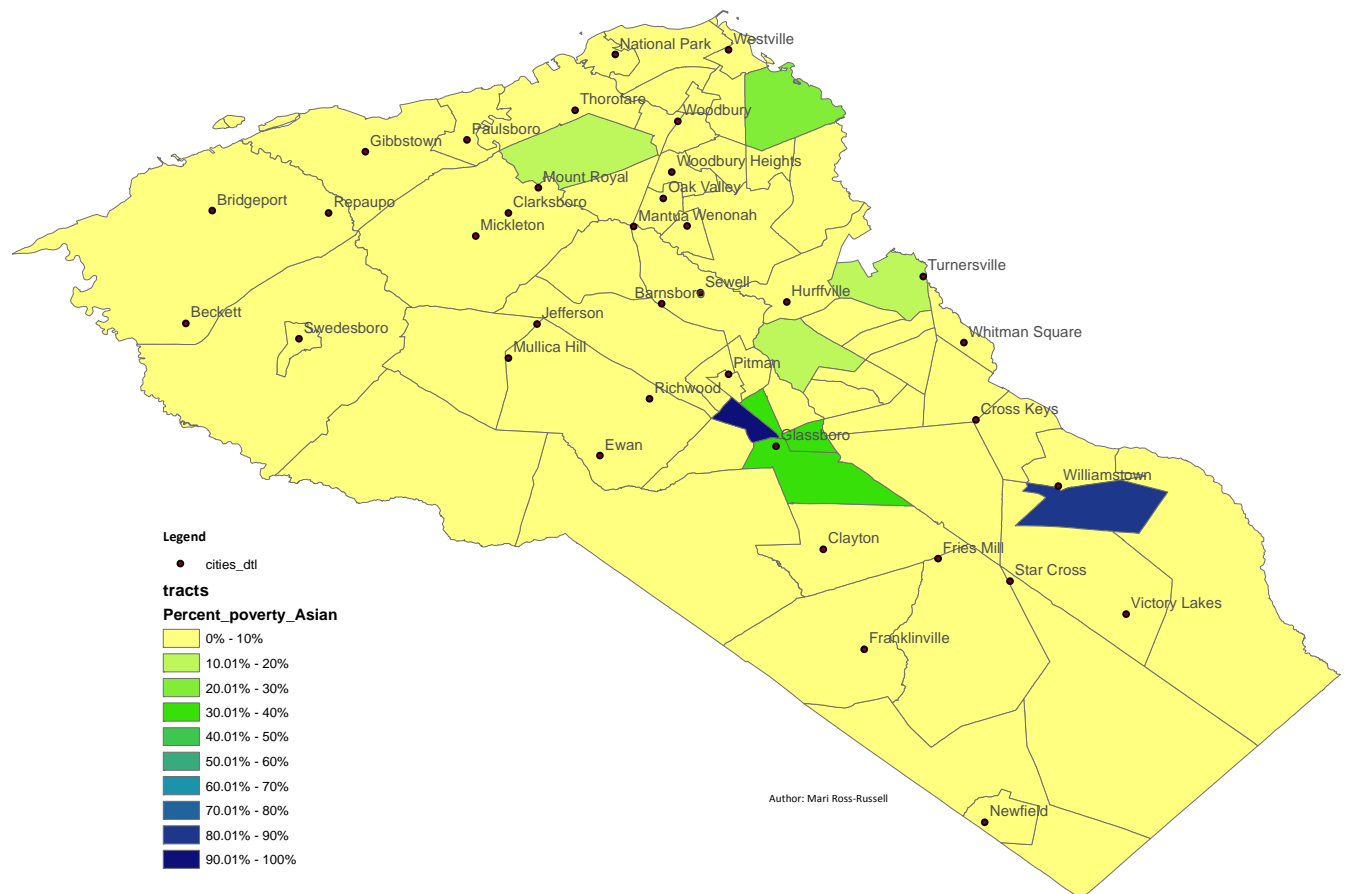 Westville
National Park
Thorofare
Woodbury
Paulsboro
Gibbstown
Woodbury Heights
Mount Royal
Oak Valley
Bridgeport
Repaupo
Clarksboro
Mantua
Wenonah
Mickleton
Turnersville
Sewell
Hurffville
Barnsboro
Beckett
Jefferson
Swedesboro
Whitman Square
Mullica Hill
Pitman
Richwood
Cross Keys
Glassboro
Ewan
Williamstown
Clayton
Fries Mill
Star Cross
Victory Lakes
Franklinville
Newfield
Legend
cities_dtl
tracts
Percent_poverty_Asian
0% - 10%
10.01% - 20%
20.01% - 30%
30.01% - 40%
40.01% - 50%
50.01% - 60%
60.01% - 70%
70.01% - 80%
80.01% - 90%
90.01% - 100%
Author: Mari Ross-Russell